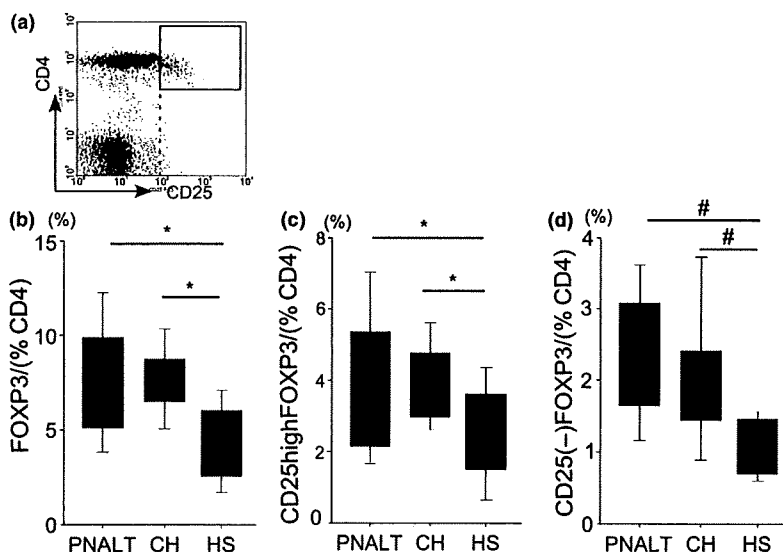 (a)
CD4
CD25
(b) (%)
FOXP3/(% CD4)
15
10
5
0
PNALT CH HS
* *
(c) (%)
CD25highFOXP3/(% CD4)
8
6
4
2
0
PNALT CH HS
* *
(d) (%)
CD25(−)FOXP3/(% CD4)
4
3
2
1
0
PNALT CH HS
# #